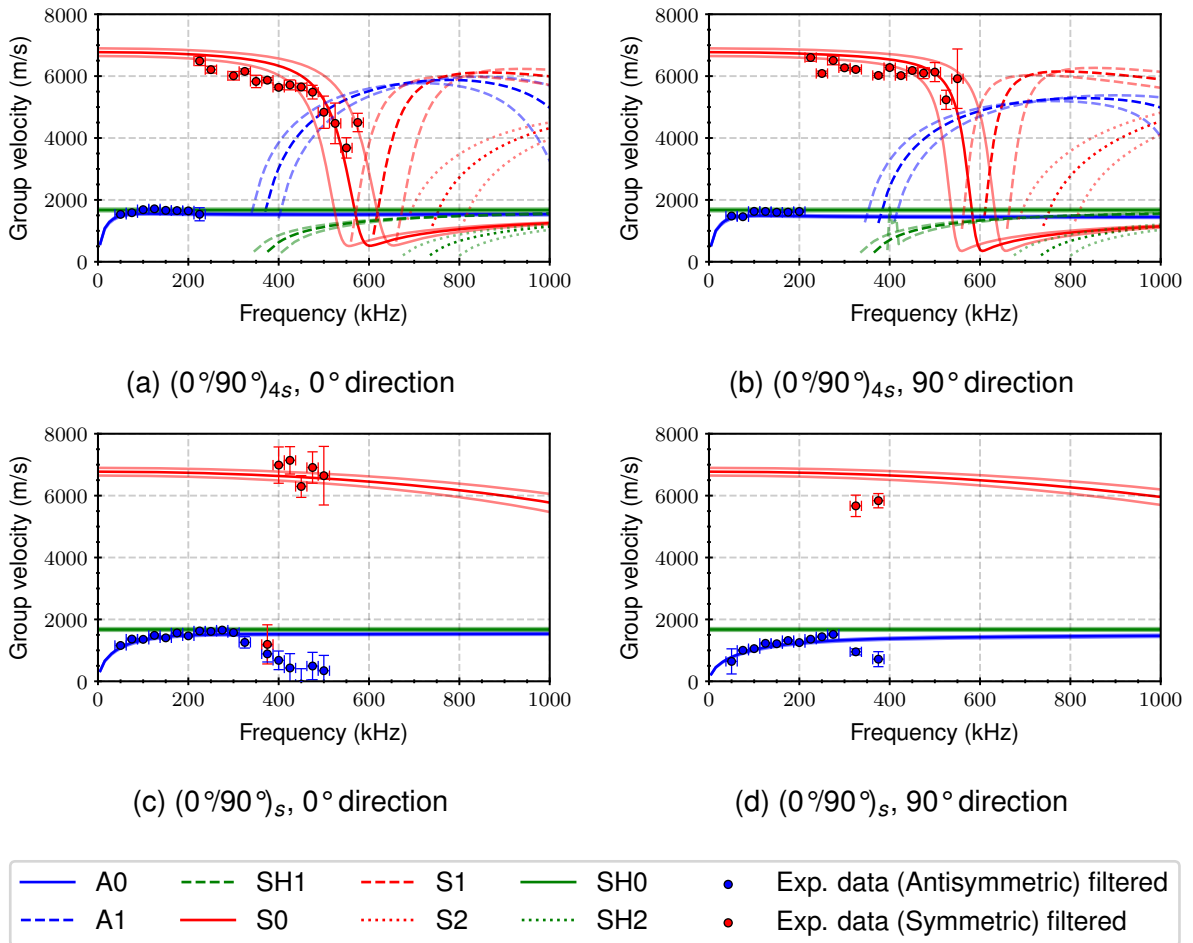 8000
6000
4000
2000
0
0 200 400 600 800 1000
Group velocity (m/s)
Frequency (kHz)
(a) (0°/90°)4s, 0° direction
8000
6000
4000
2000
0
0 200 400 600 800 1000
Group velocity (m/s)
Frequency (kHz)
(b) (0°/90°)4s, 90° direction
8000
6000
4000
2000
0
0 200 400 600 800 1000
Group velocity (m/s)
Frequency (kHz)
(c) (0°/90°)s, 0° direction
8000
6000
4000
2000
0
0 200 400 600 800 1000
Group velocity (m/s)
Frequency (kHz)
(d) (0°/90°)s, 90° direction
A0 SH1 S1 SH0 Exp. data (Antisymmetric) filtered
A1 S0 S2 SH2 Exp. data (Symmetric) filtered